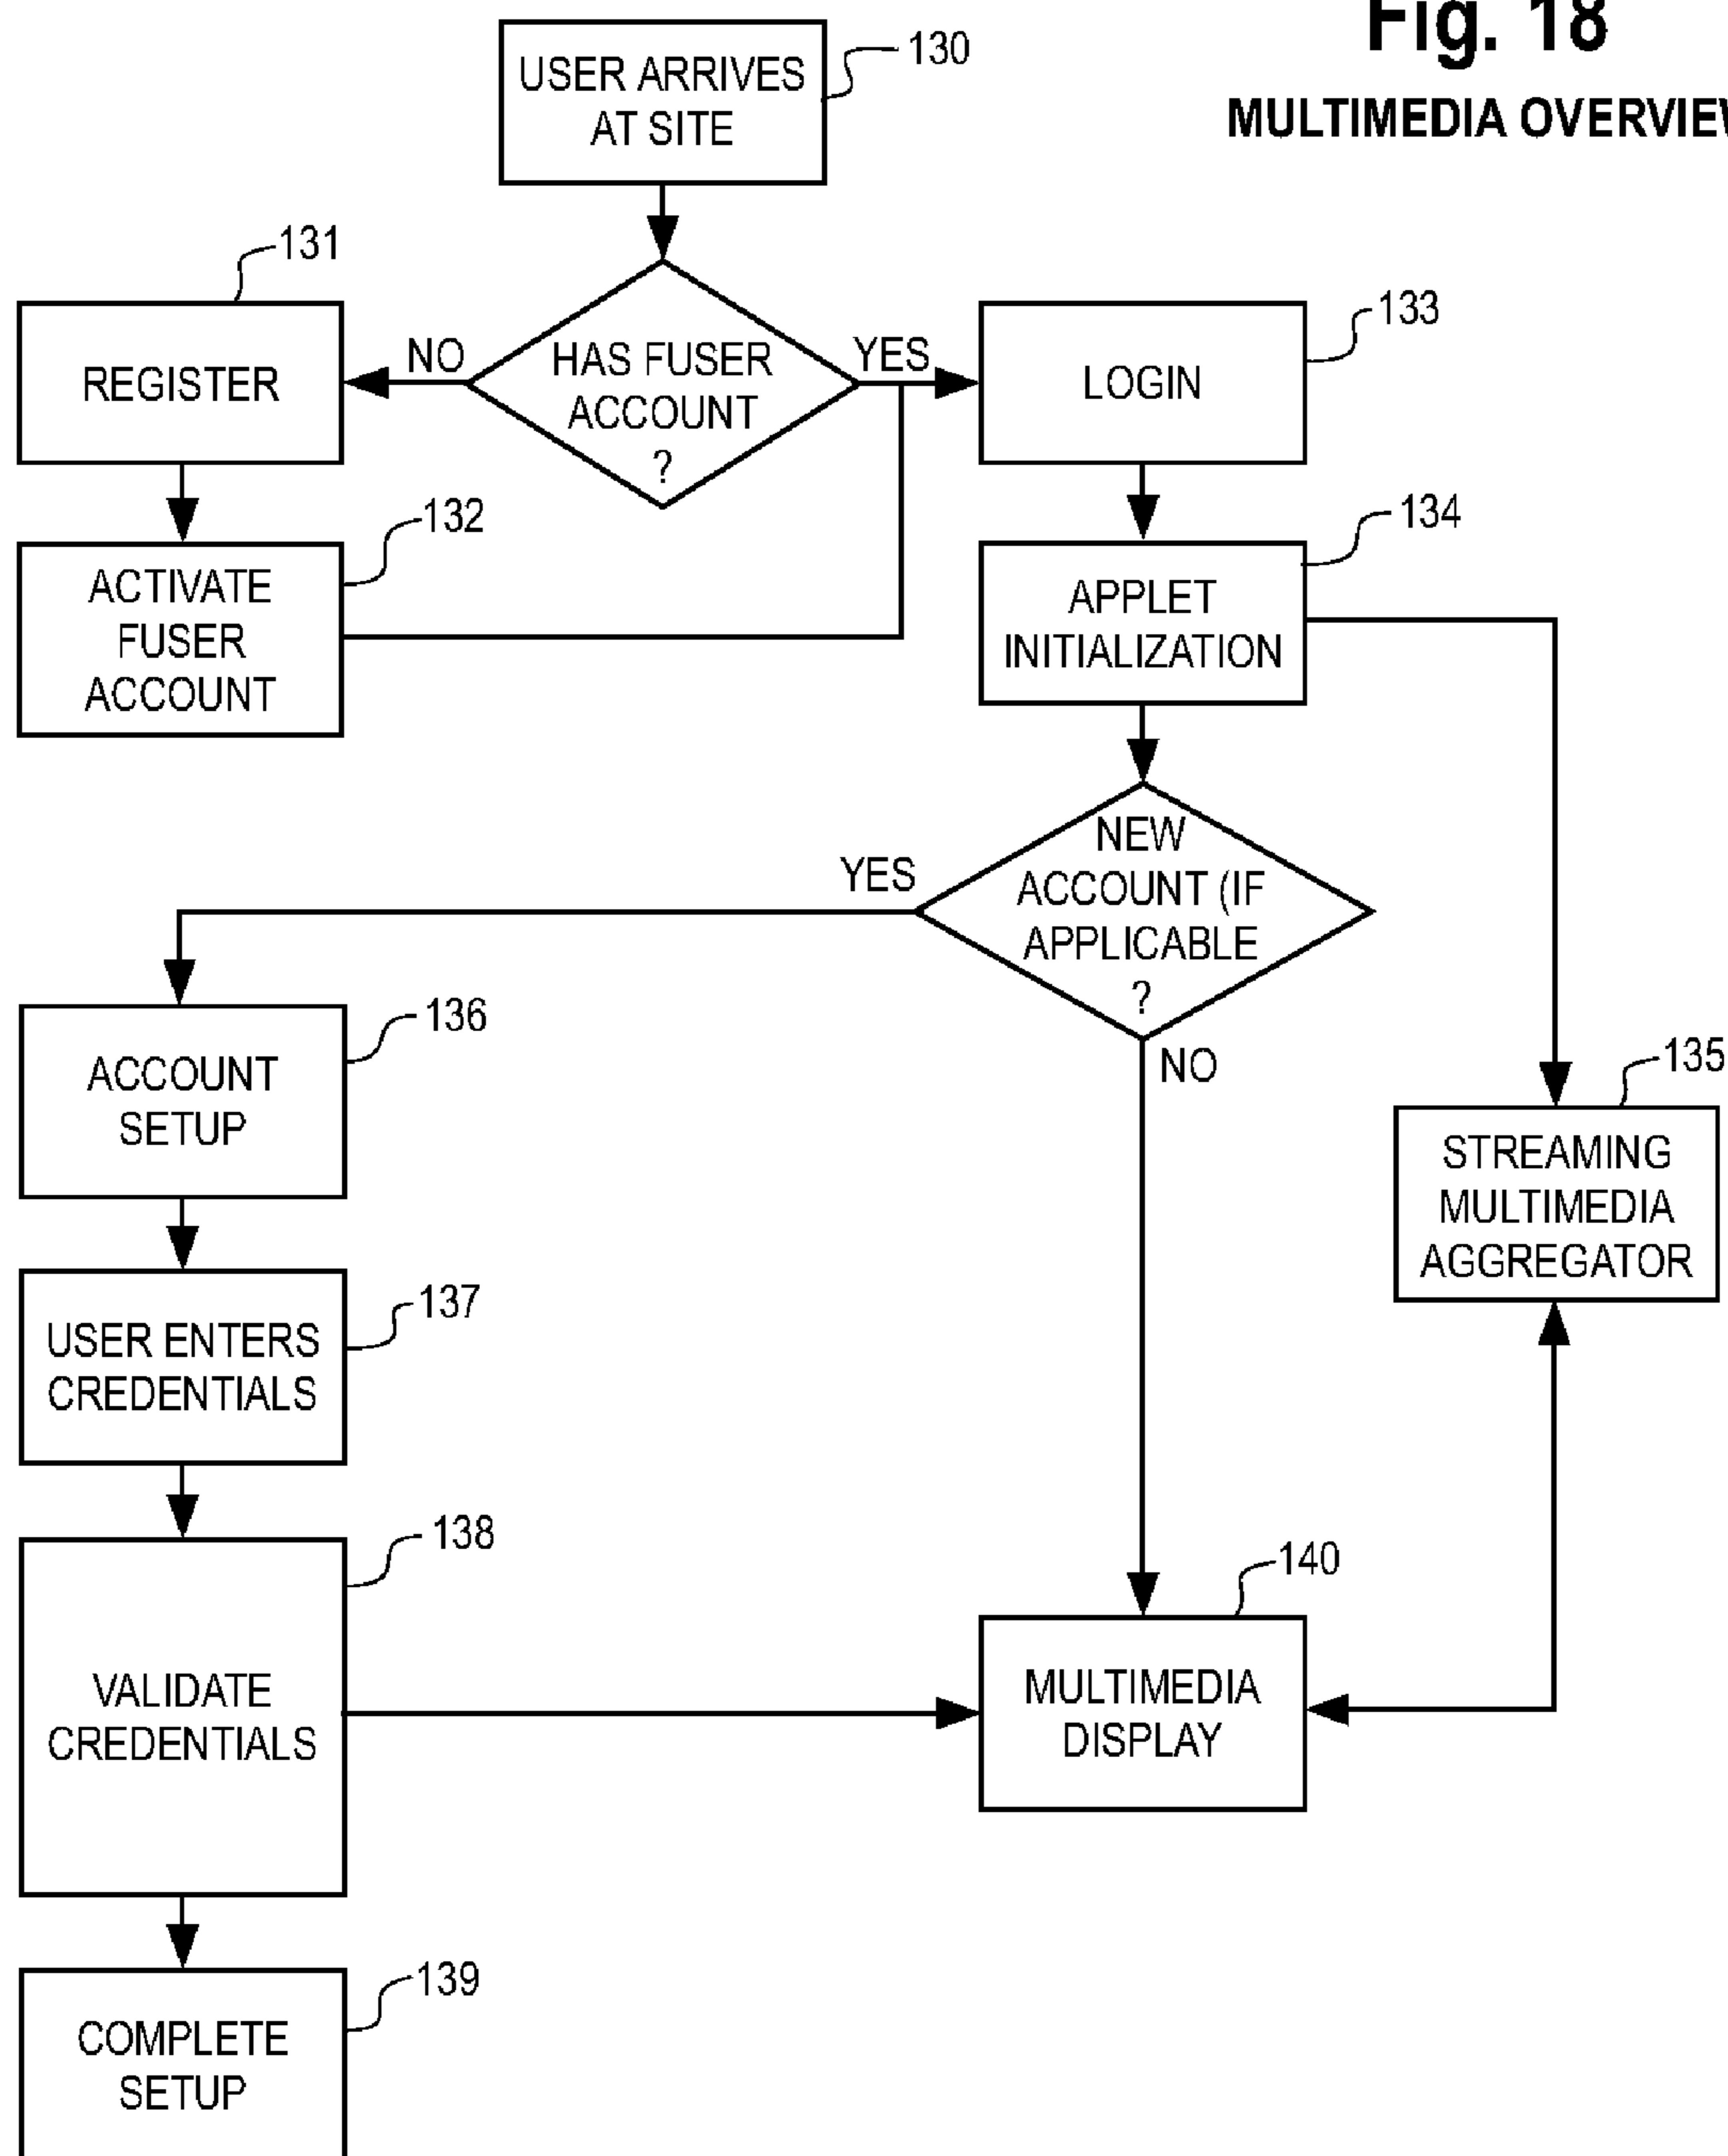 Fig. 18
MULTIMEDIA OVERVIEW
USER ARRIVES
AT SITE
130
131
REGISTER
NO
HAS FUSER
ACCOUNT
?
YES
LOGIN
133
132
ACTIVATE
FUSER
ACCOUNT
134
APPLET
INITIALIZATION
NEW
ACCOUNT (IF
APPLICABLE
?
YES
NO
136
ACCOUNT
SETUP
135
STREAMING
MULTIMEDIA
AGGREGATOR
137
USER ENTERS
CREDENTIALS
138
VALIDATE
CREDENTIALS
140
MULTIMEDIA
DISPLAY
139
COMPLETE
SETUP